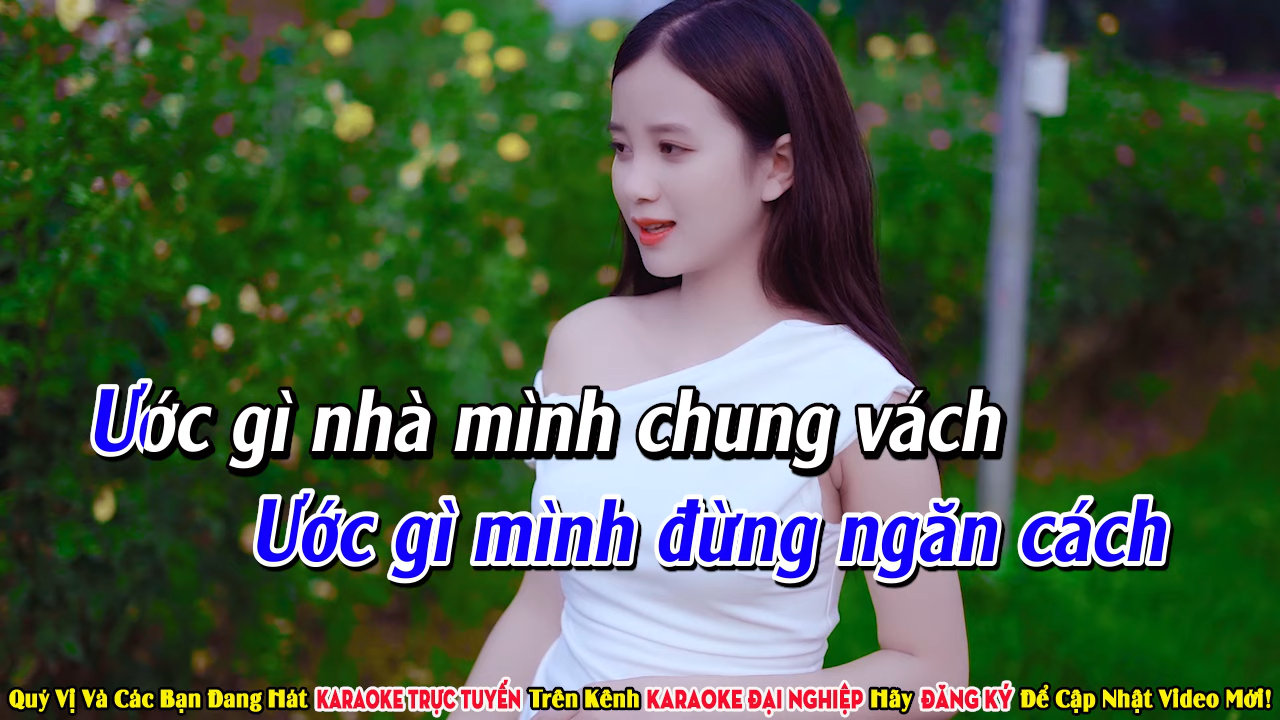 Ước gì nhà mình chung vách
Ước gì mình đừng ngăn cách
Quý Vị Và Các Bạn Đang Hát KARAOKE TRỰC TUYẾN Trên Kênh KARAOKE ĐẠI NGHIỆP Hãy ĐĂNG KÝ Để Cập Nhật Video Mới!